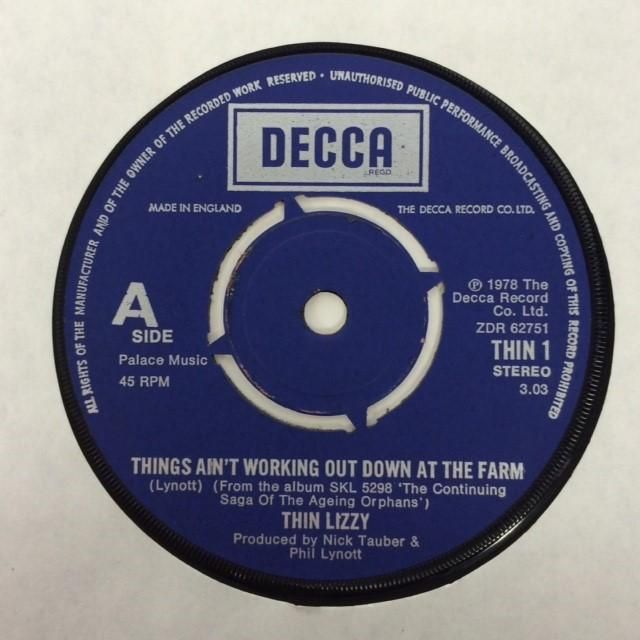 ALL RIGHTS OF THE MANUFACTURER AND OF THE OWNER OF THE RECORDED WORK RESERVED · UNAUTHORISED PUBLIC PERFORMANCE BROADCASTING AND COPYING OF THIS RECORD PROHIBITED
DECCA
REGD.
MADE IN ENGLAND
THE DECCA RECORD CO. LTD.
A
SIDE
Palace Music
45 RPM
℗ 1978 The
Decca Record
Co. Ltd.
ZDR 62751
THIN 1
STEREO
3.03
THINGS AIN'T WORKING OUT DOWN AT THE FARM
(Lynott) (From the album SKL 5298 'The Continuing
Saga Of The Ageing Orphans')
THIN LIZZY
Produced by Nick Tauber &
Phil Lynott